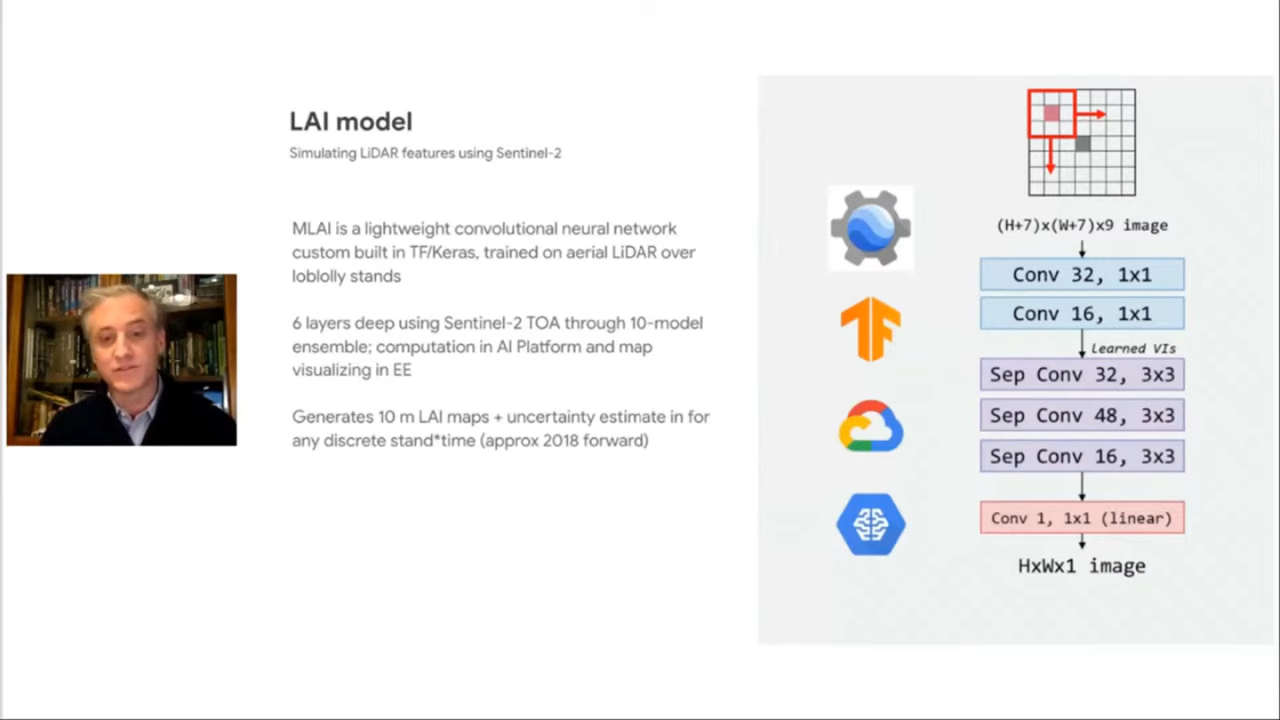 LAI model
Simulating LiDAR features using Sentinel-2
MLAI is a lightweight convolutional neural network
custom built in TF/Keras, trained on aerial LiDAR over
loblolly stands
6 layers deep using Sentinel-2 TOA through 10-model
ensemble; computation in AI Platform and map
visualizing in EE
Generates 10 m LAI maps + uncertainty estimate in for
any discrete stand*time (approx 2018 forward)
(H+7)x(W+7)x9 image
Conv 32, 1x1
Conv 16, 1x1
learned VIs
Sep Conv 32, 3x3
Sep Conv 48, 3x3
Sep Conv 16, 3x3
Conv 1, 1x1 (linear)
HxWx1 image